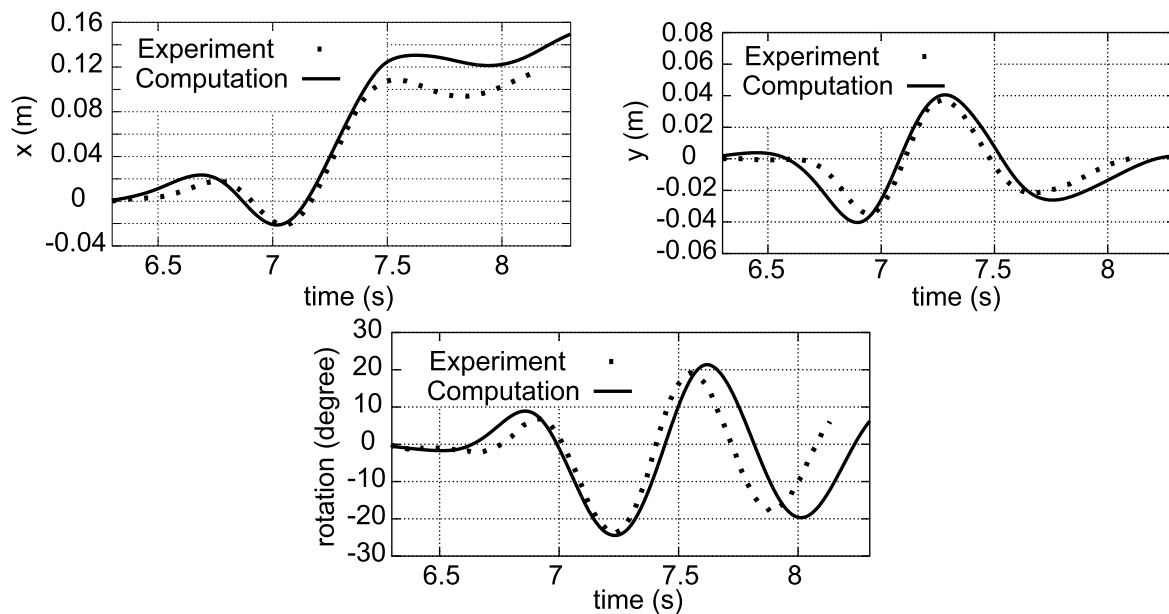 0.16
0.12
0.08
0.04
0
-0.04
x (m)
Experiment
Computation
6.5 7 7.5 8
time (s)
0.08
0.06
0.04
0.02
0
-0.02
-0.04
-0.06
y (m)
Experiment
Computation
6.5 7 7.5 8
time (s)
30
20
10
0
-10
-20
-30
rotation (degree)
Experiment
Computation
6.5 7 7.5 8
time (s)